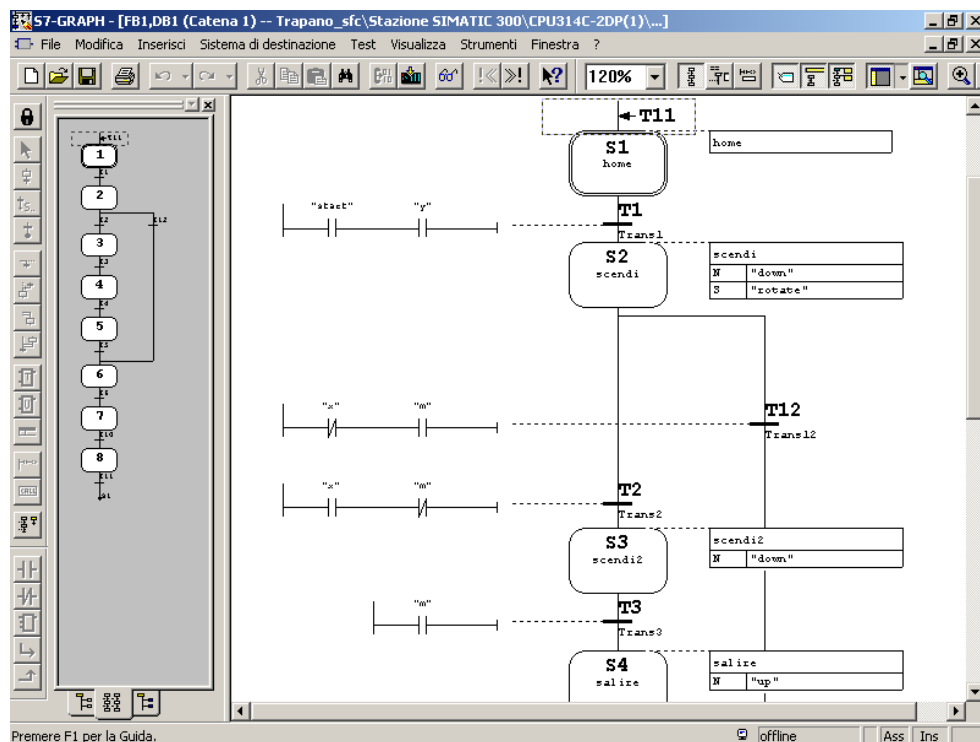 S7-GRAPH - [FB1,DB1 (Catena 1) -- Trapano_sfc\Stazione SIMATIC 300\CPU314C-2DP(1)\...]
File Modifica Inserisci Sistema di destinazione Test Visualizza Strumenti Finestra ?
120%
T11
S1
home
home
"start" "y"
T1
Trans1
S2
scendi
scendi
N "down"
S "rotate"
"x" "m"
T12
Trans12
"x" "m"
T2
Trans2
S3
scendi2
scendi2
N "down"
"m"
T3
Trans3
S4
salire
salire
N "up"
1
2
3
4
5
6
7
8
CALL
Premere F1 per la Guida.
offline
Ass Ins